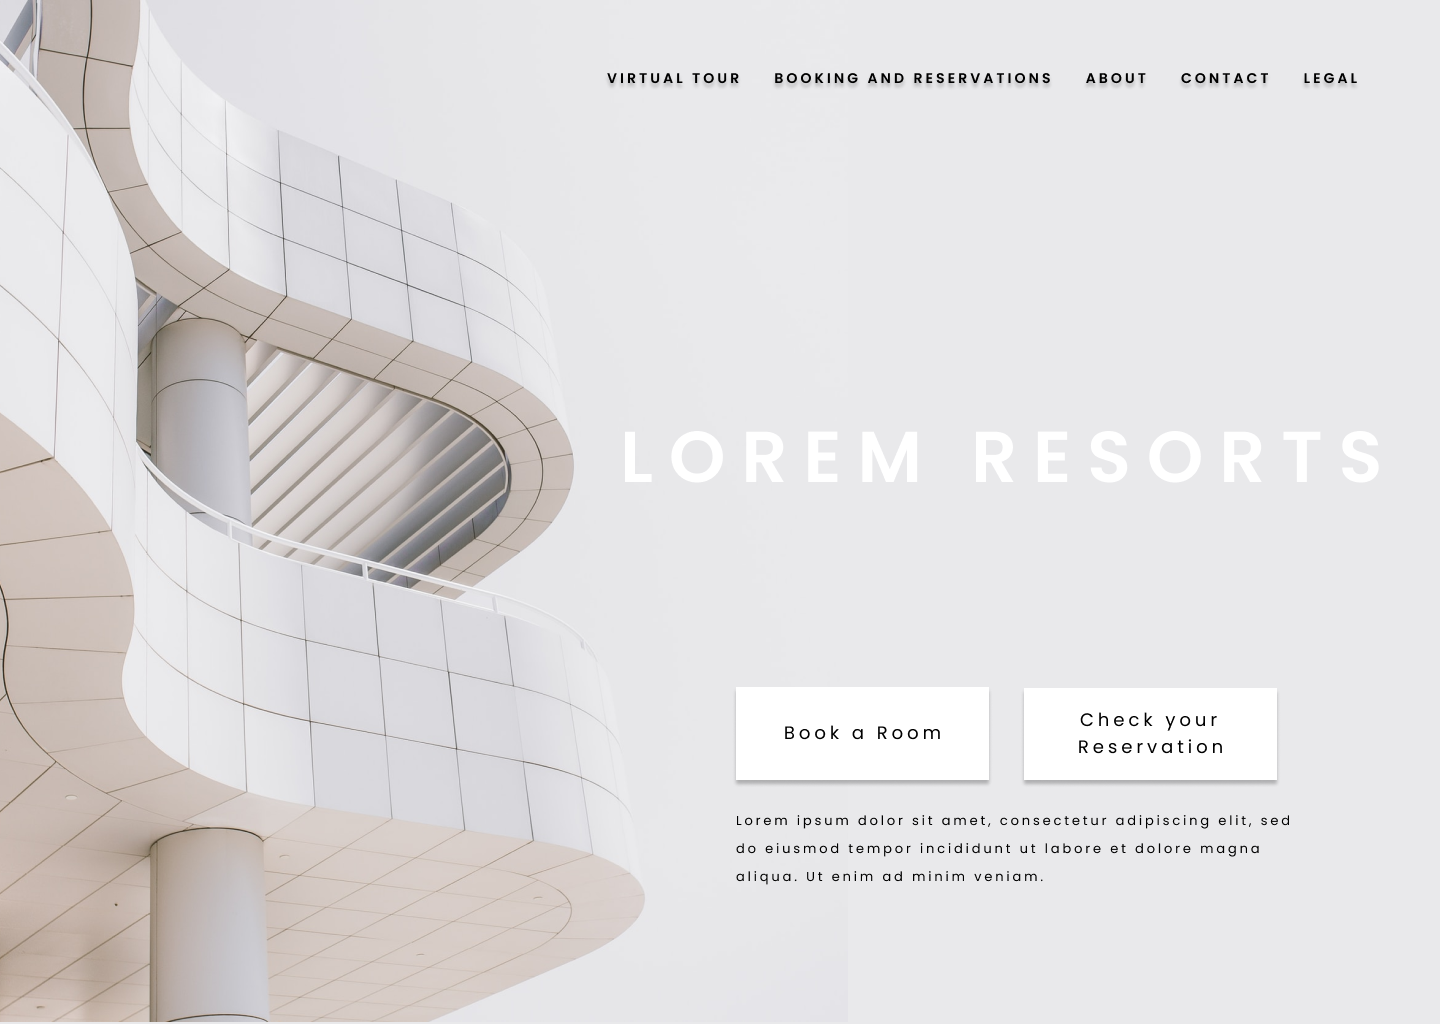 VIRTUAL TOUR BOOKING AND RESERVATIONS ABOUT CONTACT LEGAL
LOREM RESORTS
Book a Room
Check your
Reservation
Lorem ipsum dolor sit amet, consectetur adipiscing elit, sed
do eiusmod tempor incididunt ut labore et dolore magna
aliqua. Ut enim ad minim veniam.